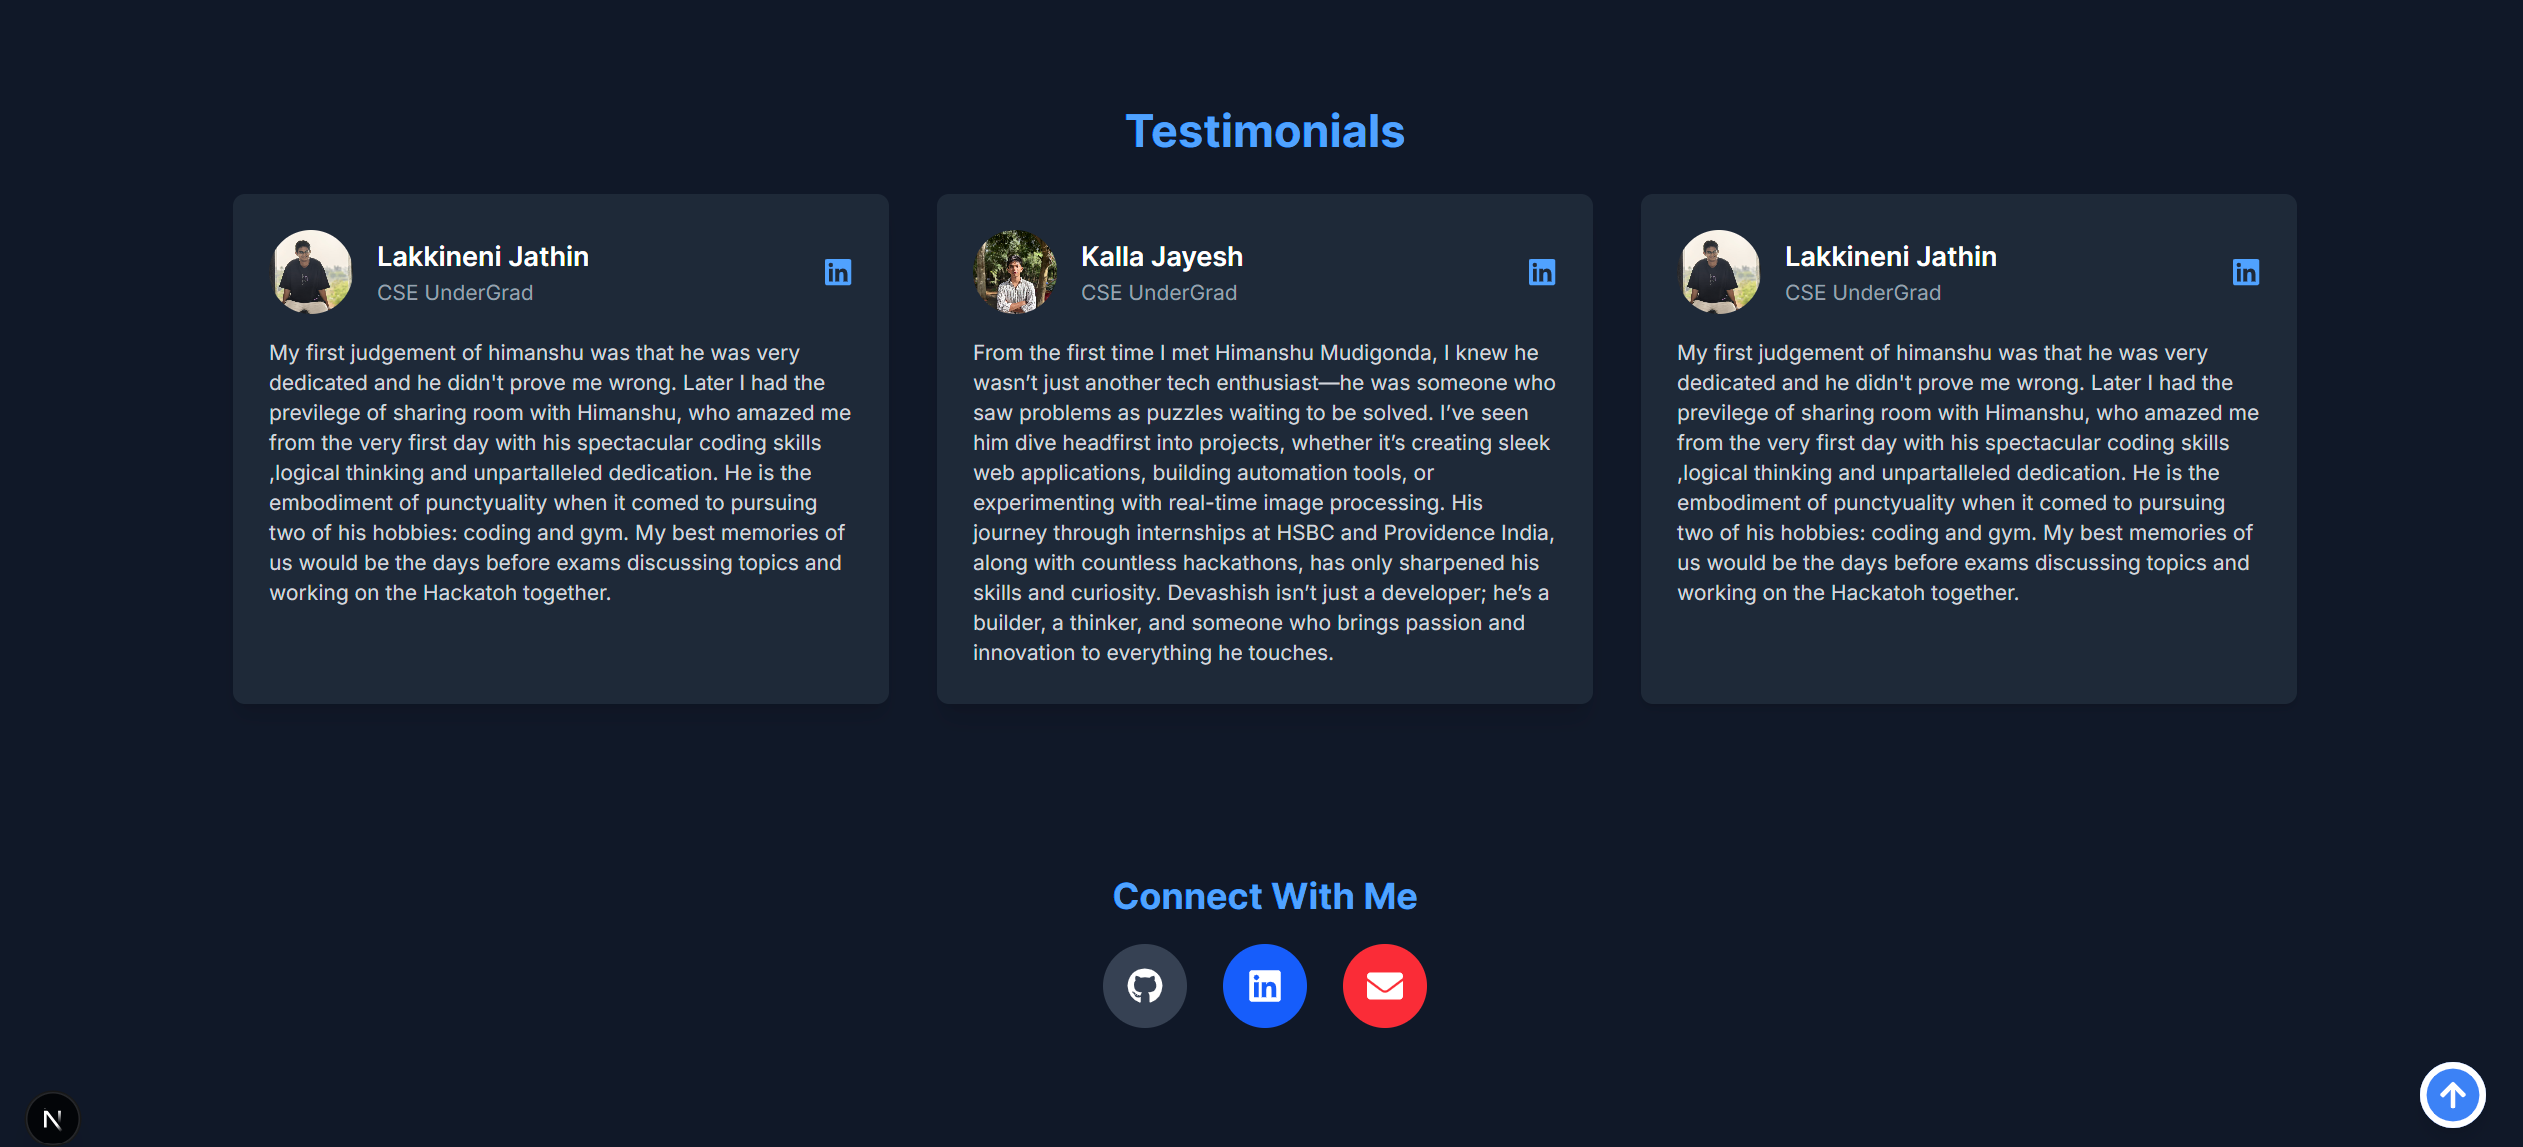 Testimonials
Lakkineni Jathin
CSE UnderGrad
My first judgement of himanshu was that he was very
dedicated and he didn't prove me wrong. Later I had the
previlege of sharing room with Himanshu, who amazed me
from the very first day with his spectacular coding skills
,logical thinking and unpartalleled dedication. He is the
embodiment of punctyuality when it comed to pursuing
two of his hobbies: coding and gym. My best memories of
us would be the days before exams discussing topics and
working on the Hackatoh together.
Kalla Jayesh
CSE UnderGrad
From the first time I met Himanshu Mudigonda, I knew he
wasn’t just another tech enthusiast—he was someone who
saw problems as puzzles waiting to be solved. I’ve seen
him dive headfirst into projects, whether it’s creating sleek
web applications, building automation tools, or
experimenting with real-time image processing. His
journey through internships at HSBC and Providence India,
along with countless hackathons, has only sharpened his
skills and curiosity. Devashish isn’t just a developer; he’s a
builder, a thinker, and someone who brings passion and
innovation to everything he touches.
Lakkineni Jathin
CSE UnderGrad
My first judgement of himanshu was that he was very
dedicated and he didn't prove me wrong. Later I had the
previlege of sharing room with Himanshu, who amazed me
from the very first day with his spectacular coding skills
,logical thinking and unpartalleled dedication. He is the
embodiment of punctyuality when it comed to pursuing
two of his hobbies: coding and gym. My best memories of
us would be the days before exams discussing topics and
working on the Hackatoh together.
Connect With Me
N